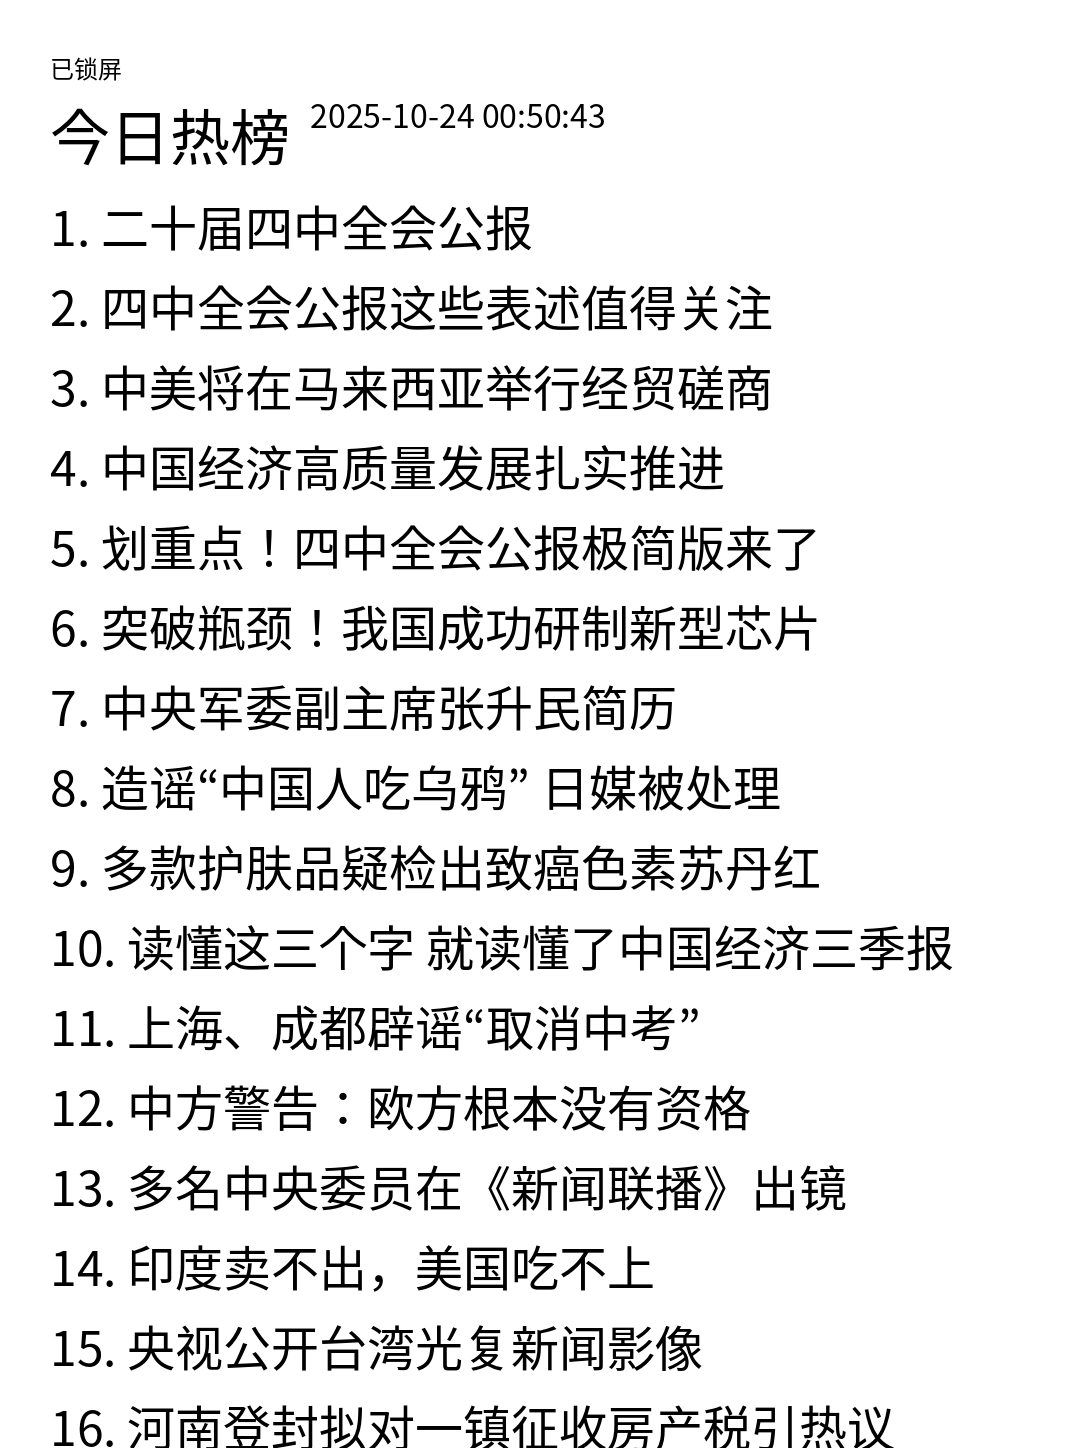 已锁屏
今日热榜 2025-10-24 00:50:43
1. 二十届四中全会公报
2. 四中全会公报这些表述值得关注
3. 中美将在马来西亚举行经贸磋商
4. 中国经济高质量发展扎实推进
5. 划重点！四中全会公报极简版来了
6. 突破瓶颈！我国成功研制新型芯片
7. 中央军委副主席张升民简历
8. 造谣“中国人吃乌鸦” 日媒被处理
9. 多款护肤品疑检出致癌色素苏丹红
10. 读懂这三个字 就读懂了中国经济三季报
11. 上海、成都辟谣“取消中考”
12. 中方警告：欧方根本没有资格
13. 多名中央委员在《新闻联播》出镜
14. 印度卖不出，美国吃不上
15. 央视公开台湾光复新闻影像
16. 河南登封拟对一镇征收房产税引热议